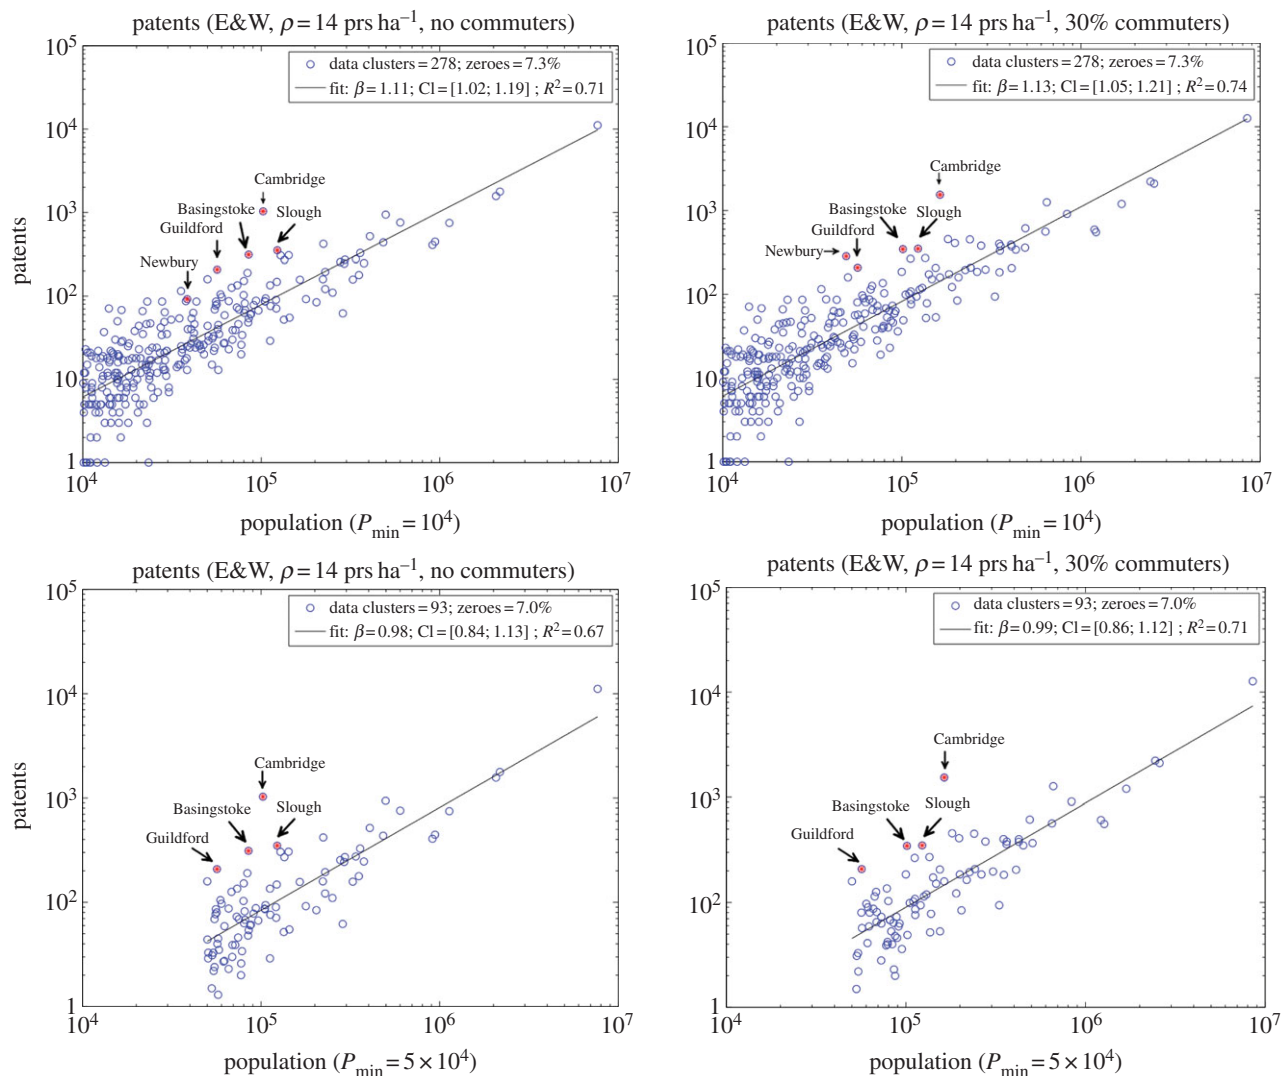 patents (E&W, ρ = 14 prs ha⁻¹, no commuters)
10⁵
data clusters = 278; zeroes = 7.3%
fit: β = 1.11; Cl = [1.02; 1.19] ; R² = 0.71
10⁴
Cambridge
10³
Basingstoke
Slough
Guildford
Newbury
10²
10
1
patents
10⁴
10⁵
10⁶
10⁷
population (Pmin = 10⁴)
patents (E&W, ρ = 14 prs ha⁻¹, 30% commuters)
10⁵
data clusters = 278; zeroes = 7.3%
fit: β = 1.13; Cl = [1.05; 1.21] ; R² = 0.74
10⁴
Cambridge
10³
Basingstoke
Slough
Guildford
Newbury
10²
10
1
10⁴
10⁵
10⁶
10⁷
population (Pmin = 10⁴)
patents (E&W, ρ = 14 prs ha⁻¹, no commuters)
10⁵
data clusters = 93; zeroes = 7.0%
fit: β = 0.98; Cl = [0.84; 1.13] ; R² = 0.67
10⁴
Cambridge
10³
Basingstoke
Slough
Guildford
10²
1
patents
10⁴
10⁵
10⁶
10⁷
population (Pmin = 5 × 10⁴)
patents (E&W, ρ = 14 prs ha⁻¹, 30% commuters)
10⁵
data clusters = 93; zeroes = 7.0%
fit: β = 0.99; Cl = [0.86; 1.12] ; R² = 0.71
10⁴
Cambridge
10³
Basingstoke
Slough
Guildford
10²
1
10⁴
10⁵
10⁶
10⁷
population (Pmin = 5 × 10⁴)